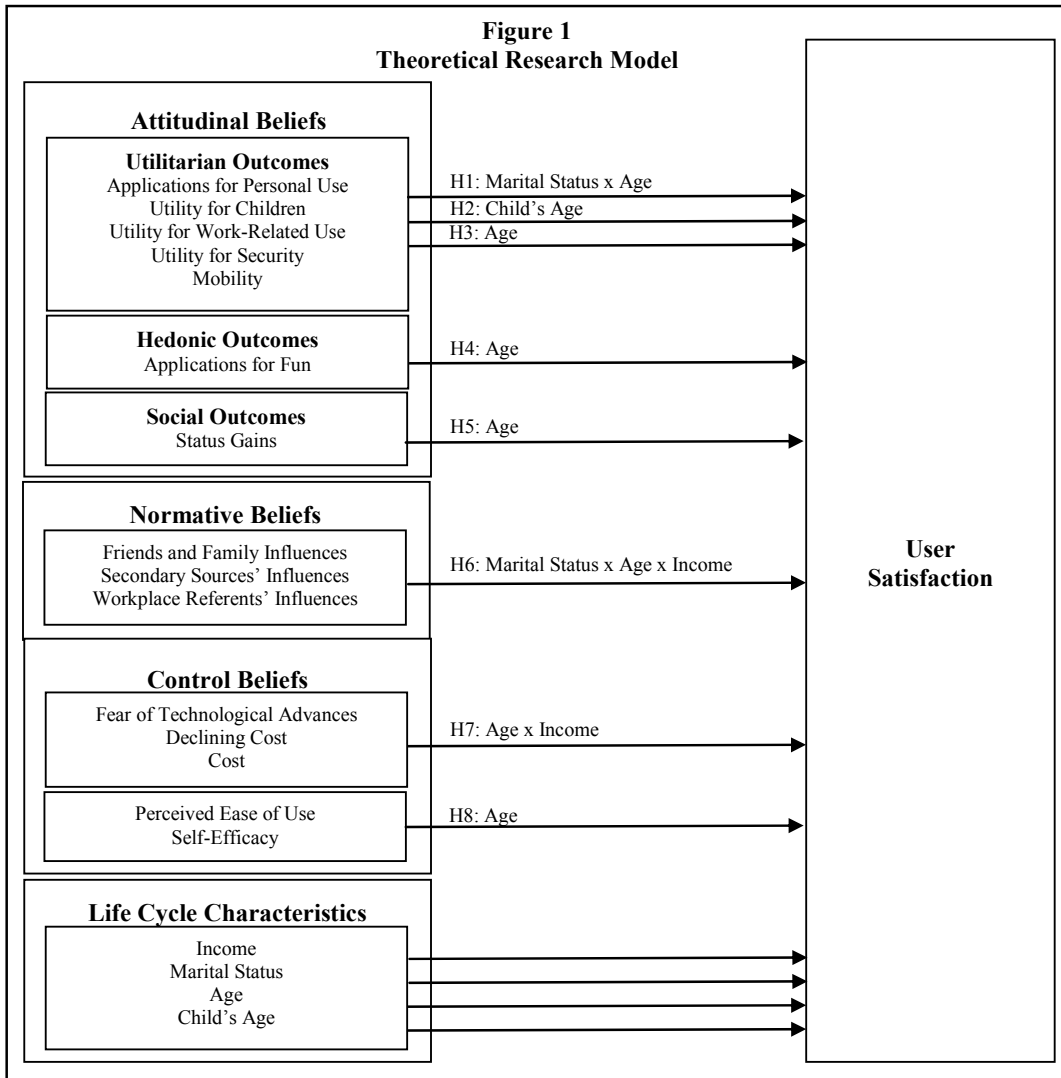 Figure 1
Theoretical Research Model
Attitudinal Beliefs
Utilitarian Outcomes
Applications for Personal Use
Utility for Children
Utility for Work-Related Use
Utility for Security
Mobility
H1: Marital Status x Age
H2: Child’s Age
H3: Age
Hedonic Outcomes
Applications for Fun
H4: Age
Social Outcomes
Status Gains
H5: Age
Normative Beliefs
Friends and Family Influences
Secondary Sources’ Influences
Workplace Referents’ Influences
H6: Marital Status x Age x Income
Control Beliefs
Fear of Technological Advances
Declining Cost
Cost
H7: Age x Income
Perceived Ease of Use
Self-Efficacy
H8: Age
Life Cycle Characteristics
Income
Marital Status
Age
Child’s Age
User
Satisfaction